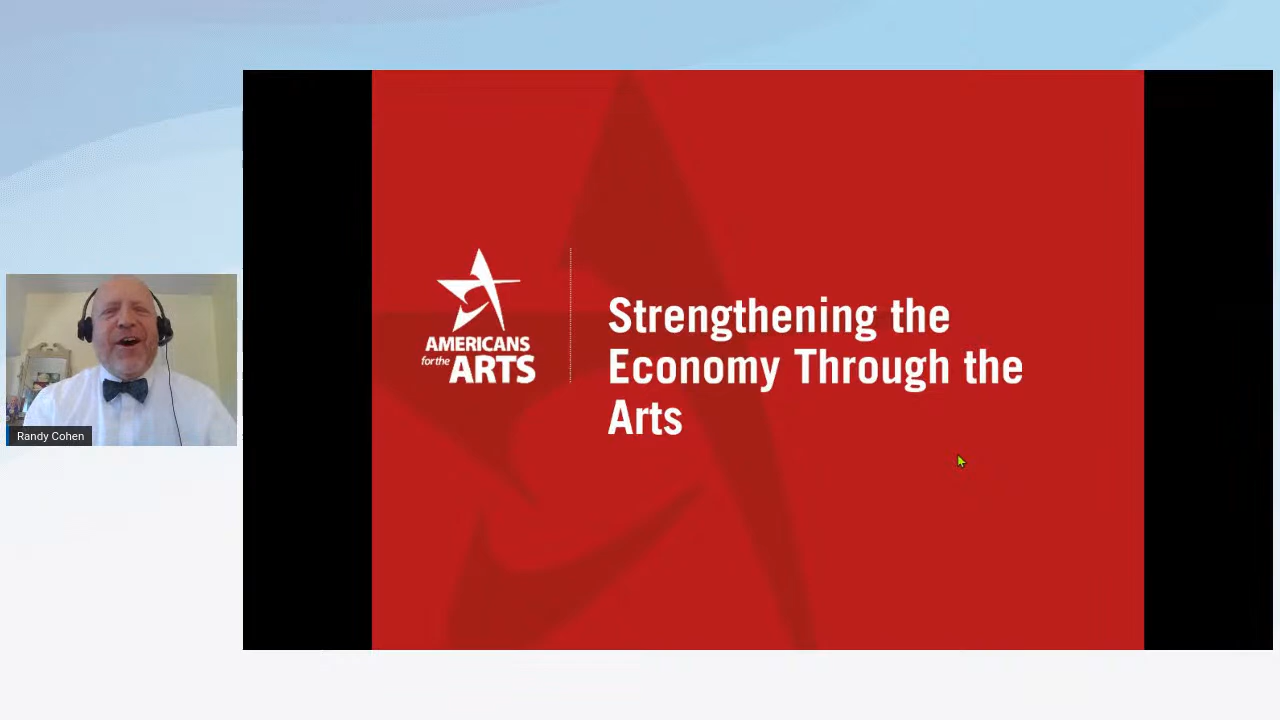 Randy Cohen
AMERICANS
for the
ARTS
Strengthening the
Economy Through the
Arts